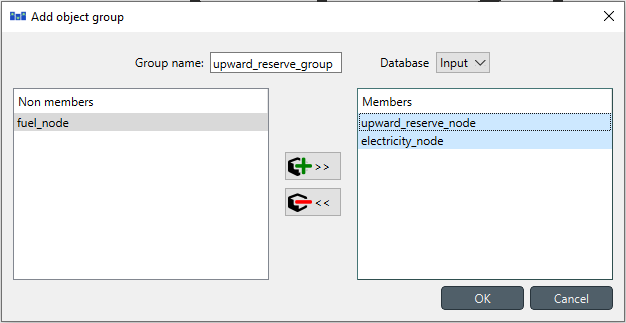 Add object group
Group name: upward_reserve_group Database Input
Non members
fuel_node
>>
<<
Members
upward_reserve_node
electricity_node
OK Cancel